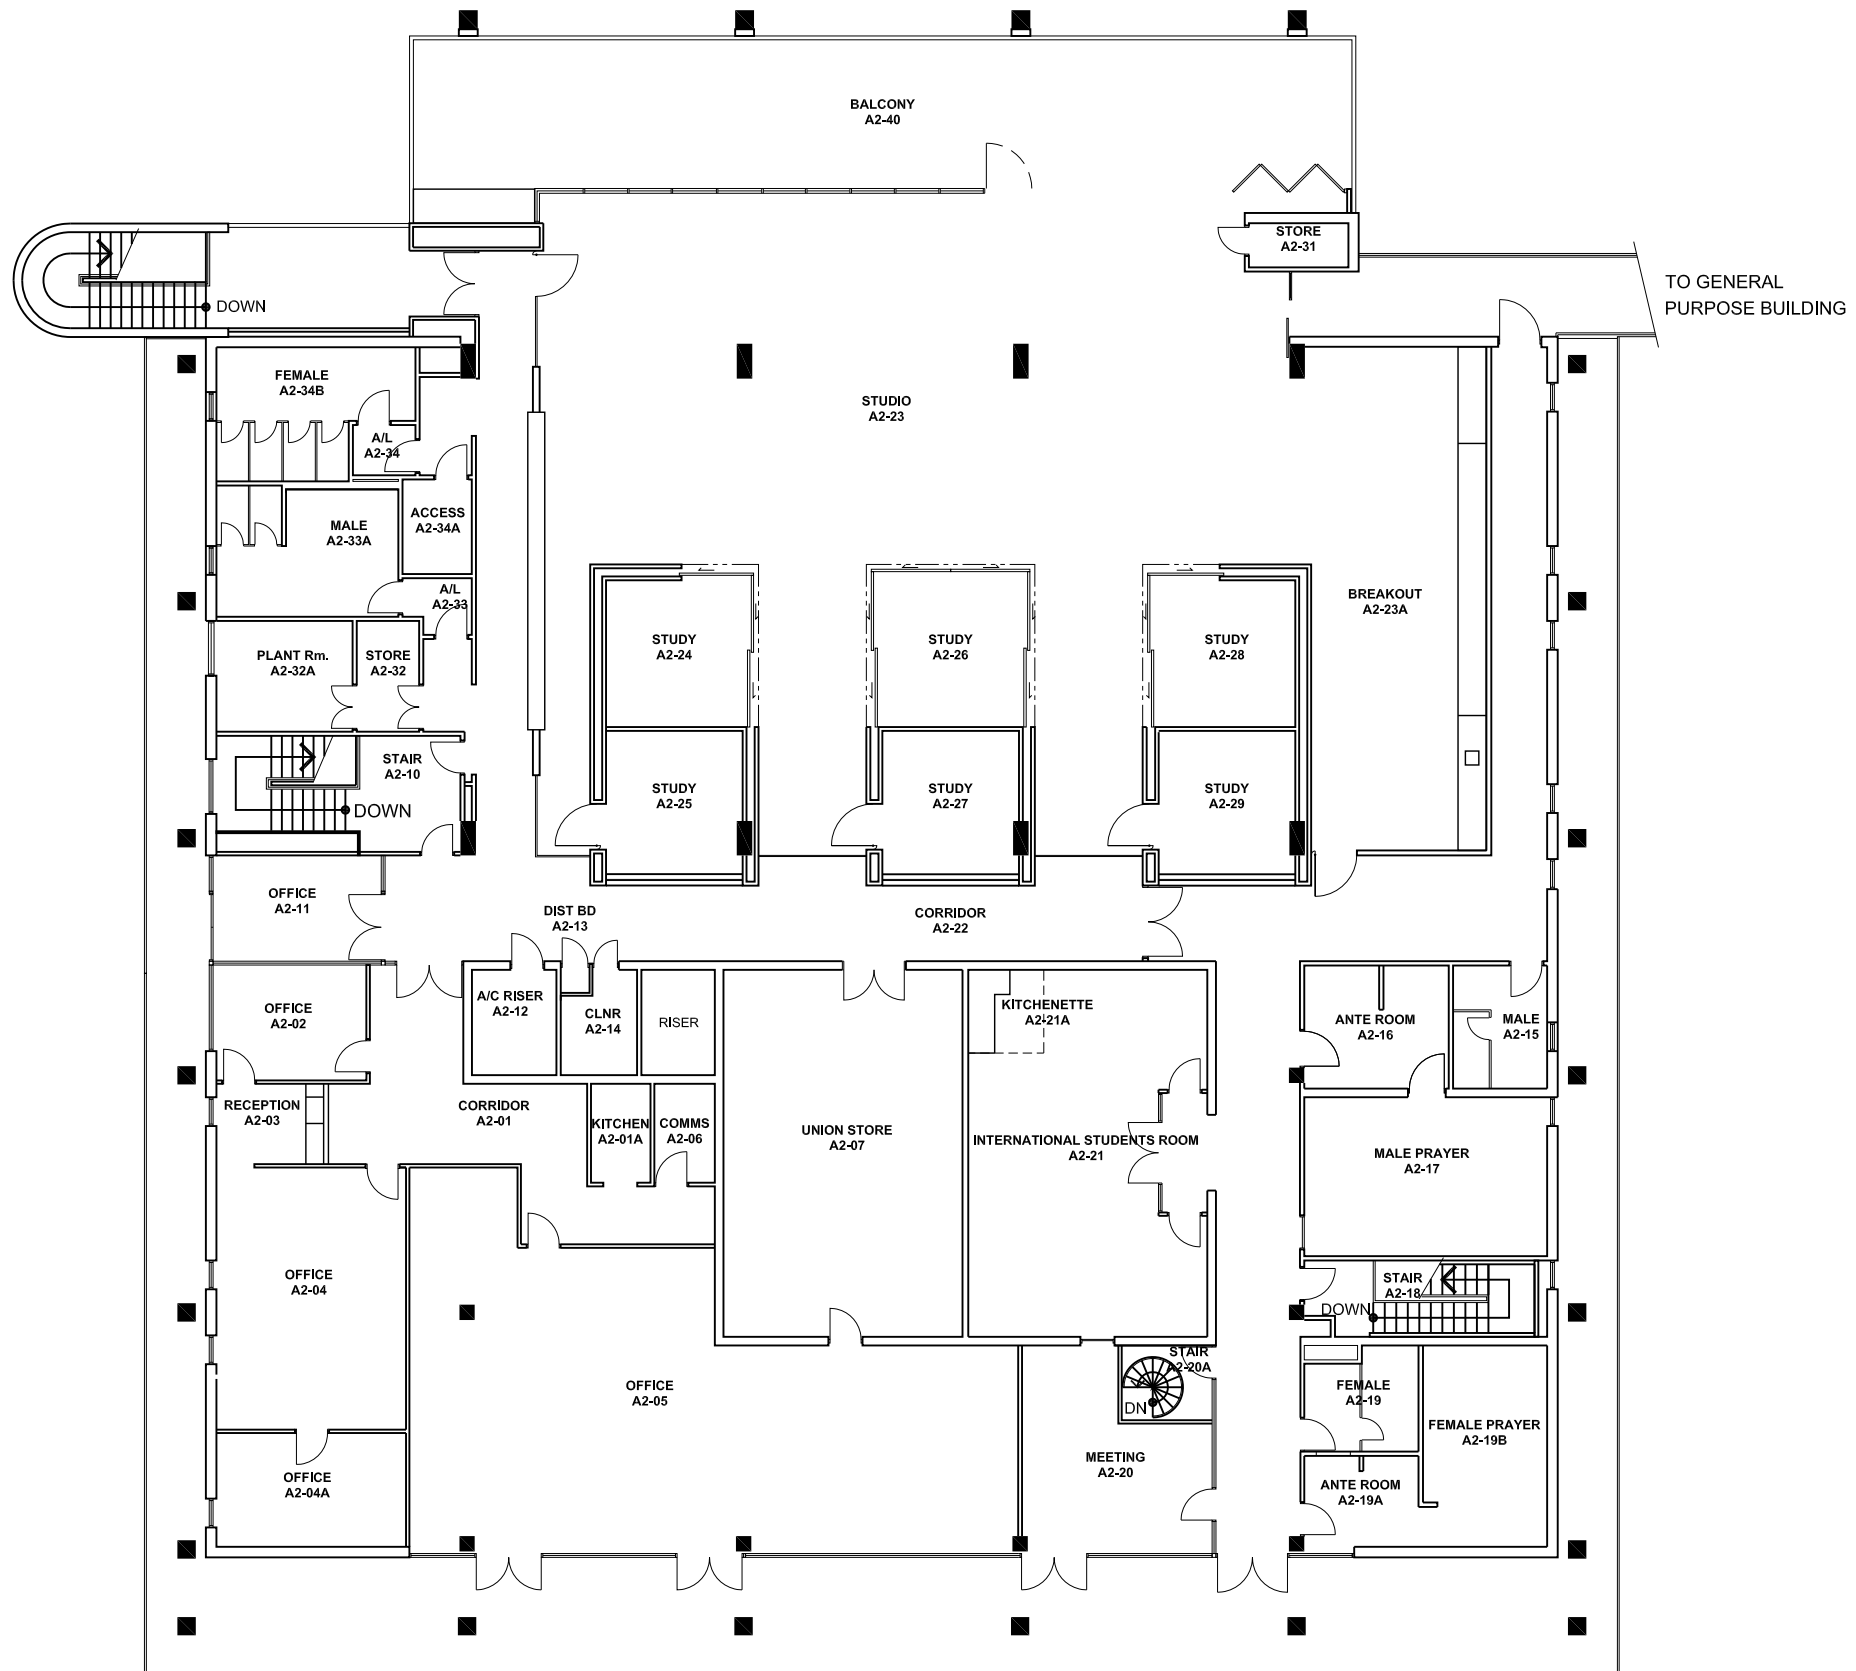 BALCONY
A2-40
STORE
A2-31
TO GENERAL
PURPOSE BUILDING
DOWN
FEMALE
A2-34B
STUDIO
A2-23
A/L
A2-34
ACCESS
A2-34A
MALE
A2-33A
A/L
A2-33
BREAKOUT
A2-23A
STUDY
A2-24
STUDY
A2-26
STUDY
A2-28
PLANT Rm.
A2-32A
STORE
A2-32
STAIR
A2-10
DOWN
STUDY
A2-25
STUDY
A2-27
STUDY
A2-29
OFFICE
A2-11
DIST BD
A2-13
CORRIDOR
A2-22
OFFICE
A2-02
A/C RISER
A2-12
CLNR
A2-14
RISER
KITCHENETTE
A2-21A
ANTE ROOM
A2-16
MALE
A2-15
RECEPTION
A2-03
CORRIDOR
A2-01
KITCHEN
A2-01A
COMMS
A2-06
UNION STORE
A2-07
INTERNATIONAL STUDENTS ROOM
A2-21
MALE PRAYER
A2-17
OFFICE
A2-04
STAIR
A2-18
DOWN
STAIR
A2-20A
DN
OFFICE
A2-05
FEMALE
A2-19
FEMALE PRAYER
A2-19B
MEETING
A2-20
OFFICE
A2-04A
ANTE ROOM
A2-19A